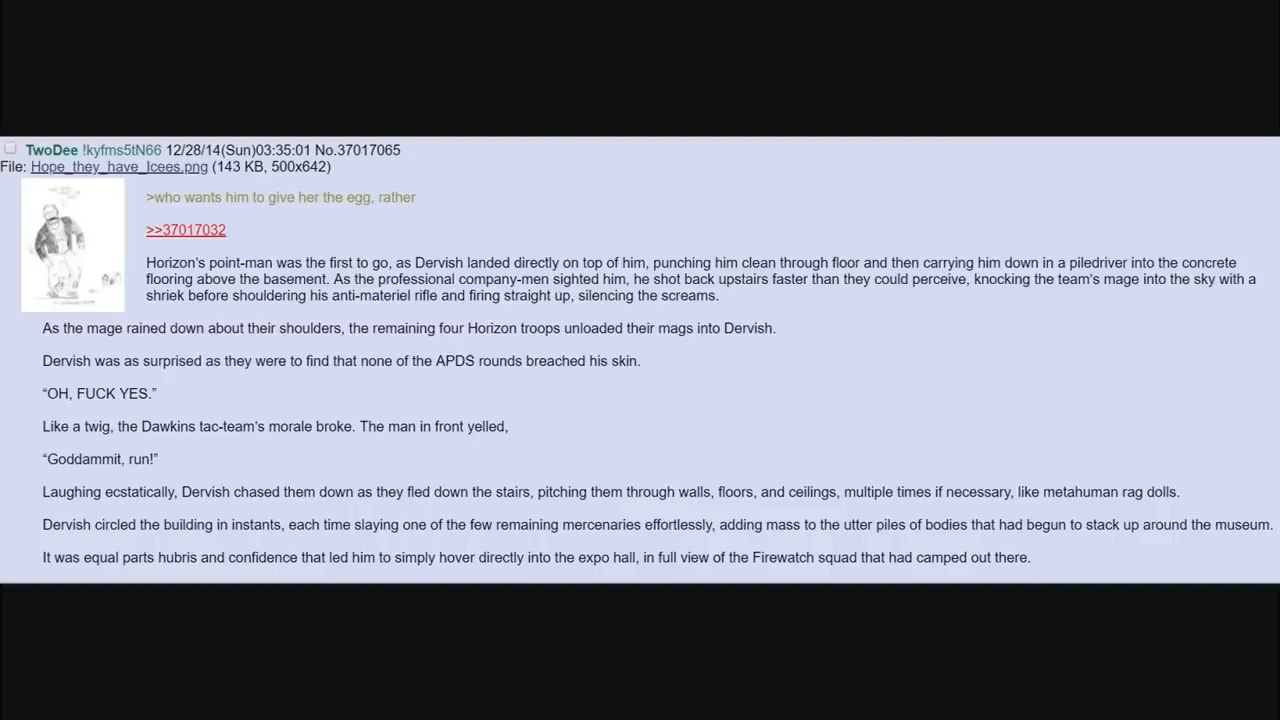 TwoDee !kyfms5tN66 12/28/14(Sun)03:35:01 No.37017065
File: Hope_they_have_Icees.png (143 KB, 500x642)
>who wants him to give her the egg, rather
>>37017032
Horizon's point-man was the first to go, as Dervish landed directly on top of him, punching him clean through floor and then carrying him down in a piledriver into the concrete
flooring above the basement. As the professional company-men sighted him, he shot back upstairs faster than they could perceive, knocking the team's mage into the sky with a
shriek before shouldering his anti-materiel rifle and firing straight up, silencing the screams.
As the mage rained down about their shoulders, the remaining four Horizon troops unloaded their mags into Dervish.
Dervish was as surprised as they were to find that none of the APDS rounds breached his skin.
“OH, FUCK YES.”
Like a twig, the Dawkins tac-team's morale broke. The man in front yelled,
“Goddammit, run!”
Laughing ecstatically, Dervish chased them down as they fled down the stairs, pitching them through walls, floors, and ceilings, multiple times if necessary, like metahuman rag dolls.
Dervish circled the building in instants, each time slaying one of the few remaining mercenaries effortlessly, adding mass to the utter piles of bodies that had begun to stack up around the museum.
It was equal parts hubris and confidence that led him to simply hover directly into the expo hall, in full view of the Firewatch squad that had camped out there.